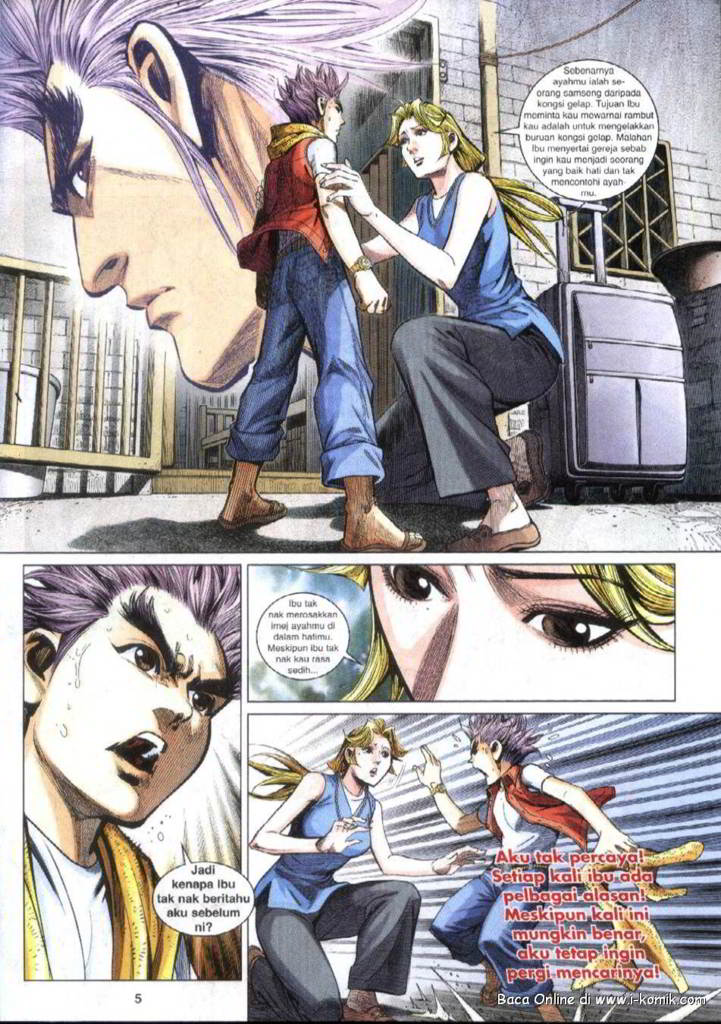 Sebenarnya
ayahmu ialah se-
orang samseng daripada
kongsi gelap. Tujuan Ibu
meminta kau mewarnai rambut
kau adalah untuk mengelakkan
buruan kongsi gelap. Malahan
Ibu menyertai gereja sebab
ingin kau menjadi seorang
yang baik hati dan tak
mencontohi ayah-
mu.
Ibu tak
nak merosakkan
imej ayahmu di
dalam hatimu.
Meskipun ibu tak
nak kau rasa
sedih...
Jadi
kenapa Ibu
tak nak beritahu
aku sebelum
ni?
Aku tak percaya!
Setiap kali ibu ada
pelbagai alasan!
Meskipun kali ini
mungkin benar,
aku tetap ingin
pergi mencarinya!
5
Baca Online di www.i-komik.com